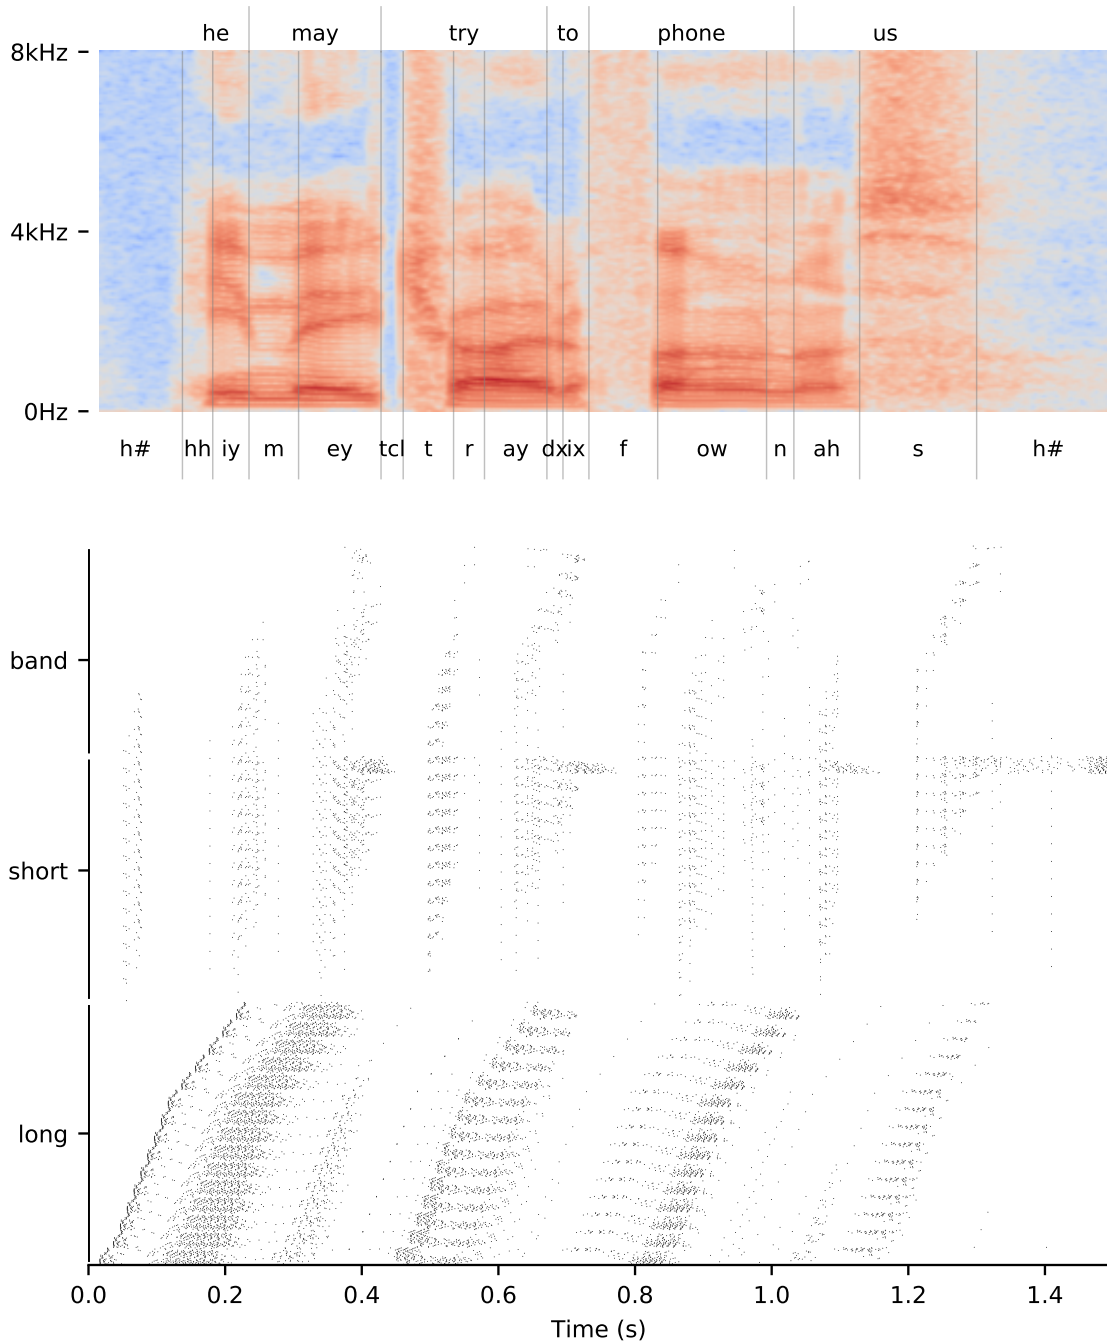 he may try to phone us
8kHz
4kHz
0Hz
h# hh iy m ey tcl t r ay dx ix f ow n ah s h#
band
short
long
0.0 0.2 0.4 0.6 0.8 1.0 1.2 1.4
Time (s)